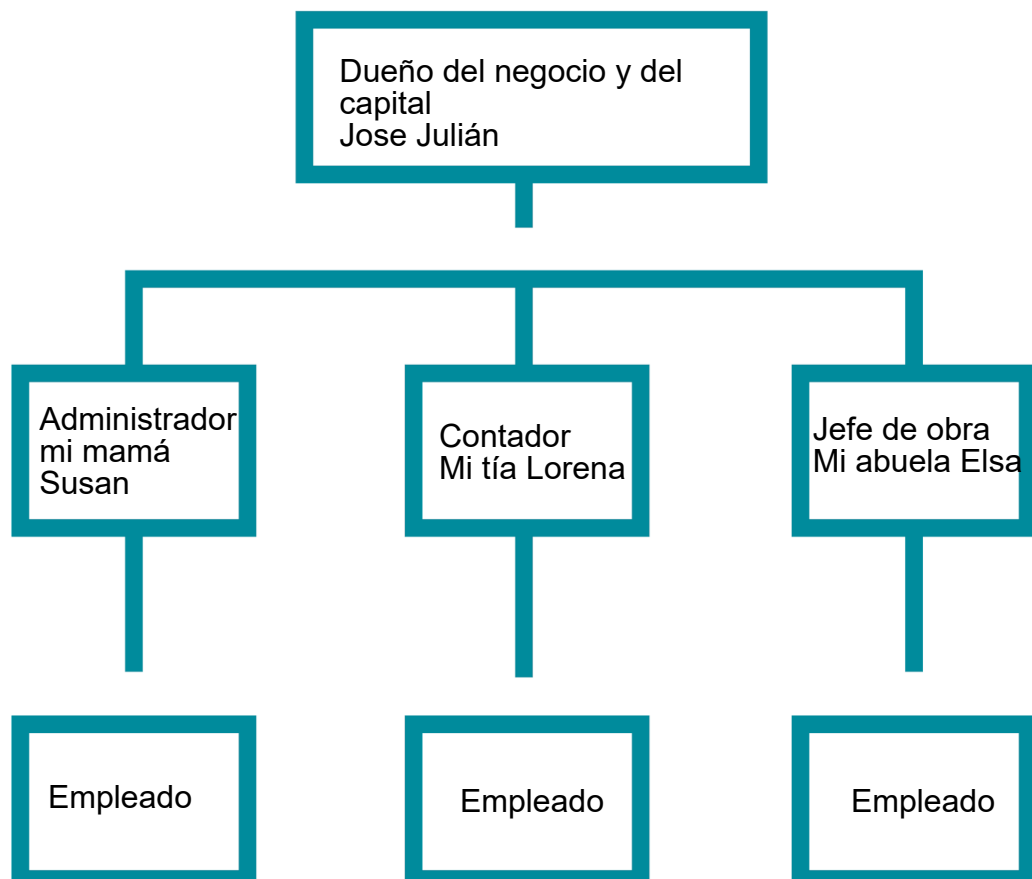 Dueño del negocio y del
capital
Jose Julián
Administrador
mi mamá
Susan
Contador
Mi tía Lorena
Jefe de obra
Mi abuela Elsa
Empleado
Empleado
Empleado